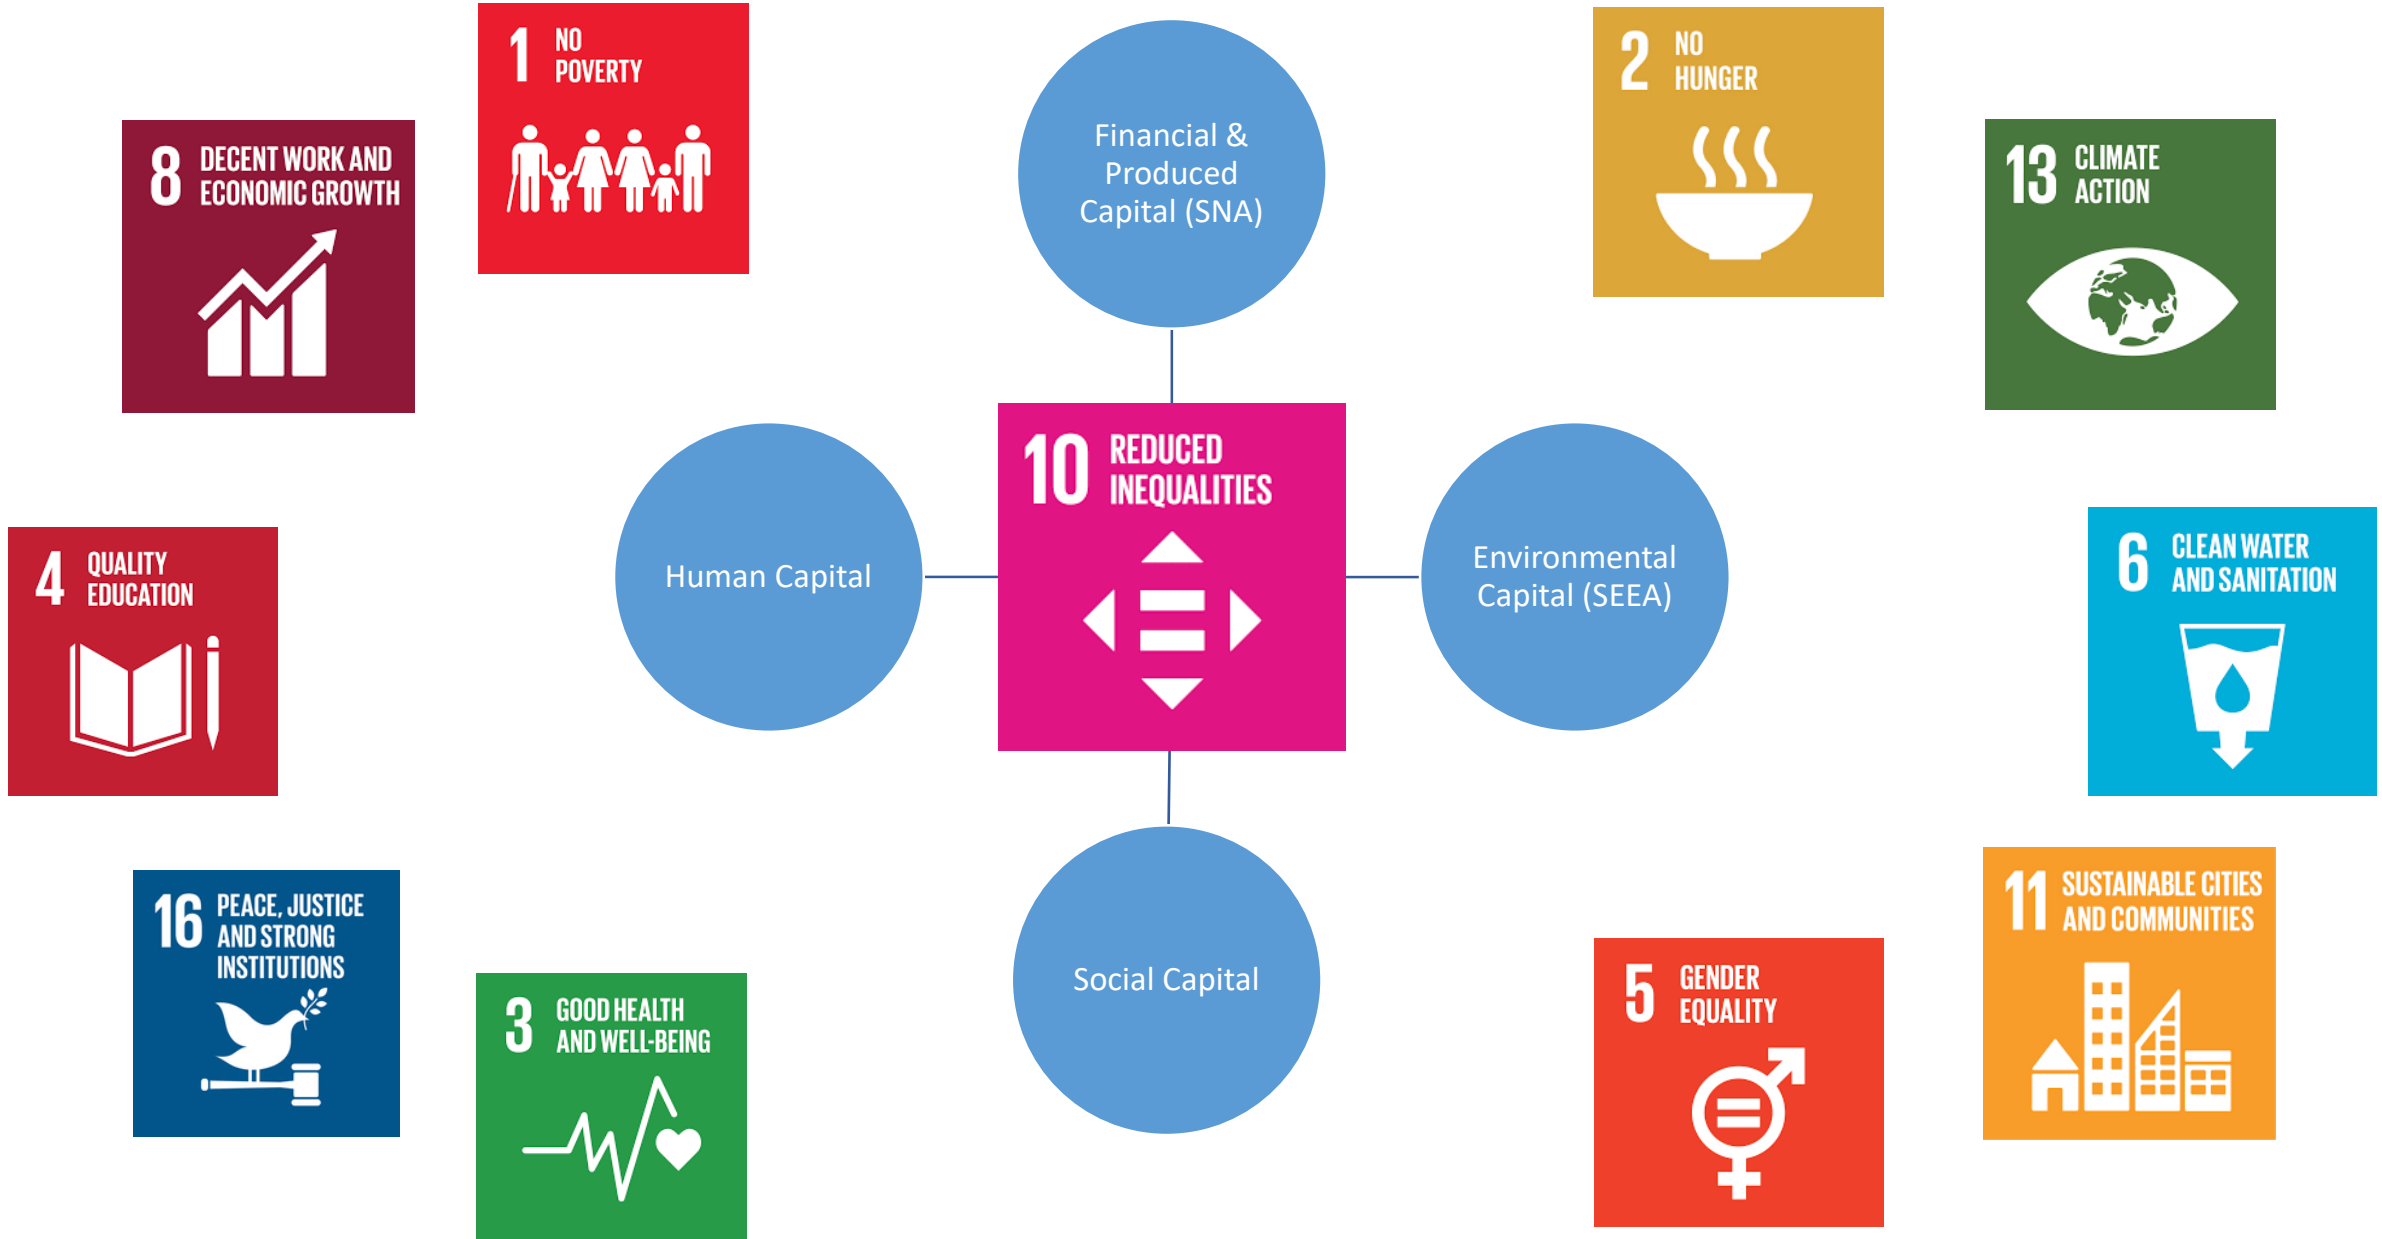 1 NO
POVERTY
2 NO
HUNGER
8 DECENT WORK AND
ECONOMIC GROWTH
Financial &
Produced
Capital (SNA)
13 CLIMATE
ACTION
10 REDUCED
INEQUALITIES
4 QUALITY
EDUCATION
Human Capital
Environmental
Capital (SEEA)
6 CLEAN WATER
AND SANITATION
16 PEACE, JUSTICE
AND STRONG
INSTITUTIONS
3 GOOD HEALTH
AND WELL-BEING
Social Capital
5 GENDER
EQUALITY
11 SUSTAINABLE CITIES
AND COMMUNITIES